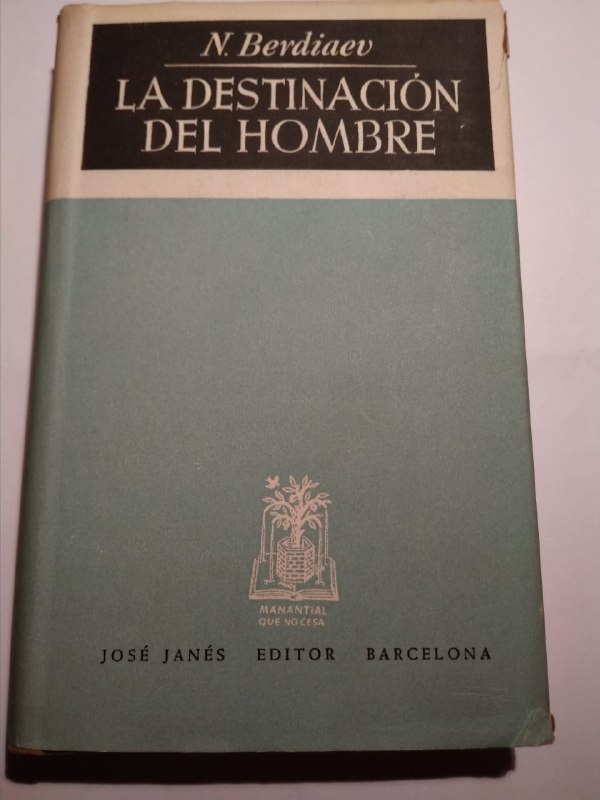 N. Berdiaev
LA DESTINACIÓN
DEL HOMBRE
MANANTIAL
QUE NO CESA
JOSÉ JANÉS EDITOR BARCELONA